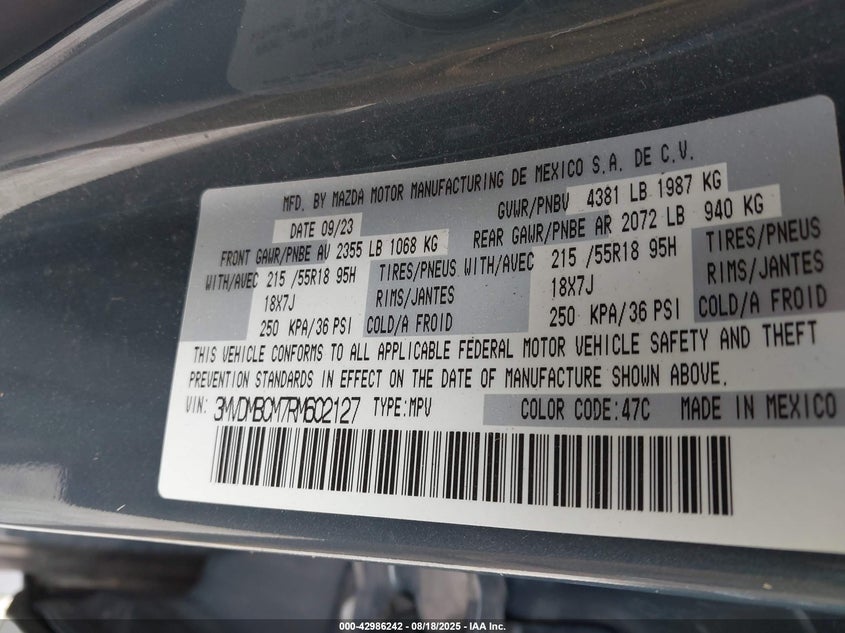 MFD. BY MAZDA MOTOR MANUFACTURING DE MEXICO S.A. DE C.V.
DATE 09/23 GVWR/PNBV 4381 LB 1987 KG
FRONT GAWR/PNBE AV 2355 LB 1068 KG REAR GAWR/PNBE AR 2072 LB 940 KG
WITH/AVEC 215 /55R18 95H TIRES/PNEUS WITH/AVEC 215 /55R18 95H TIRES/PNEUS
18X7J RIMS/JANTES 18X7J RIMS/JANTES
250 KPA/36 PSI COLD/A FROID 250 KPA/36 PSI COLD/A FROID
THIS VEHICLE CONFORMS TO ALL APPLICABLE FEDERAL MOTOR VEHICLE SAFETY AND THEFT
PREVENTION STANDARDS IN EFFECT ON THE DATE OF MANUFACTURE SHOWN ABOVE.
VIN: 3MVDMBCM7RM602127 TYPE:MPV COLOR CODE:47C MADE IN MEXICO
000-42986242 - 08/18/2025 - IAA Inc.